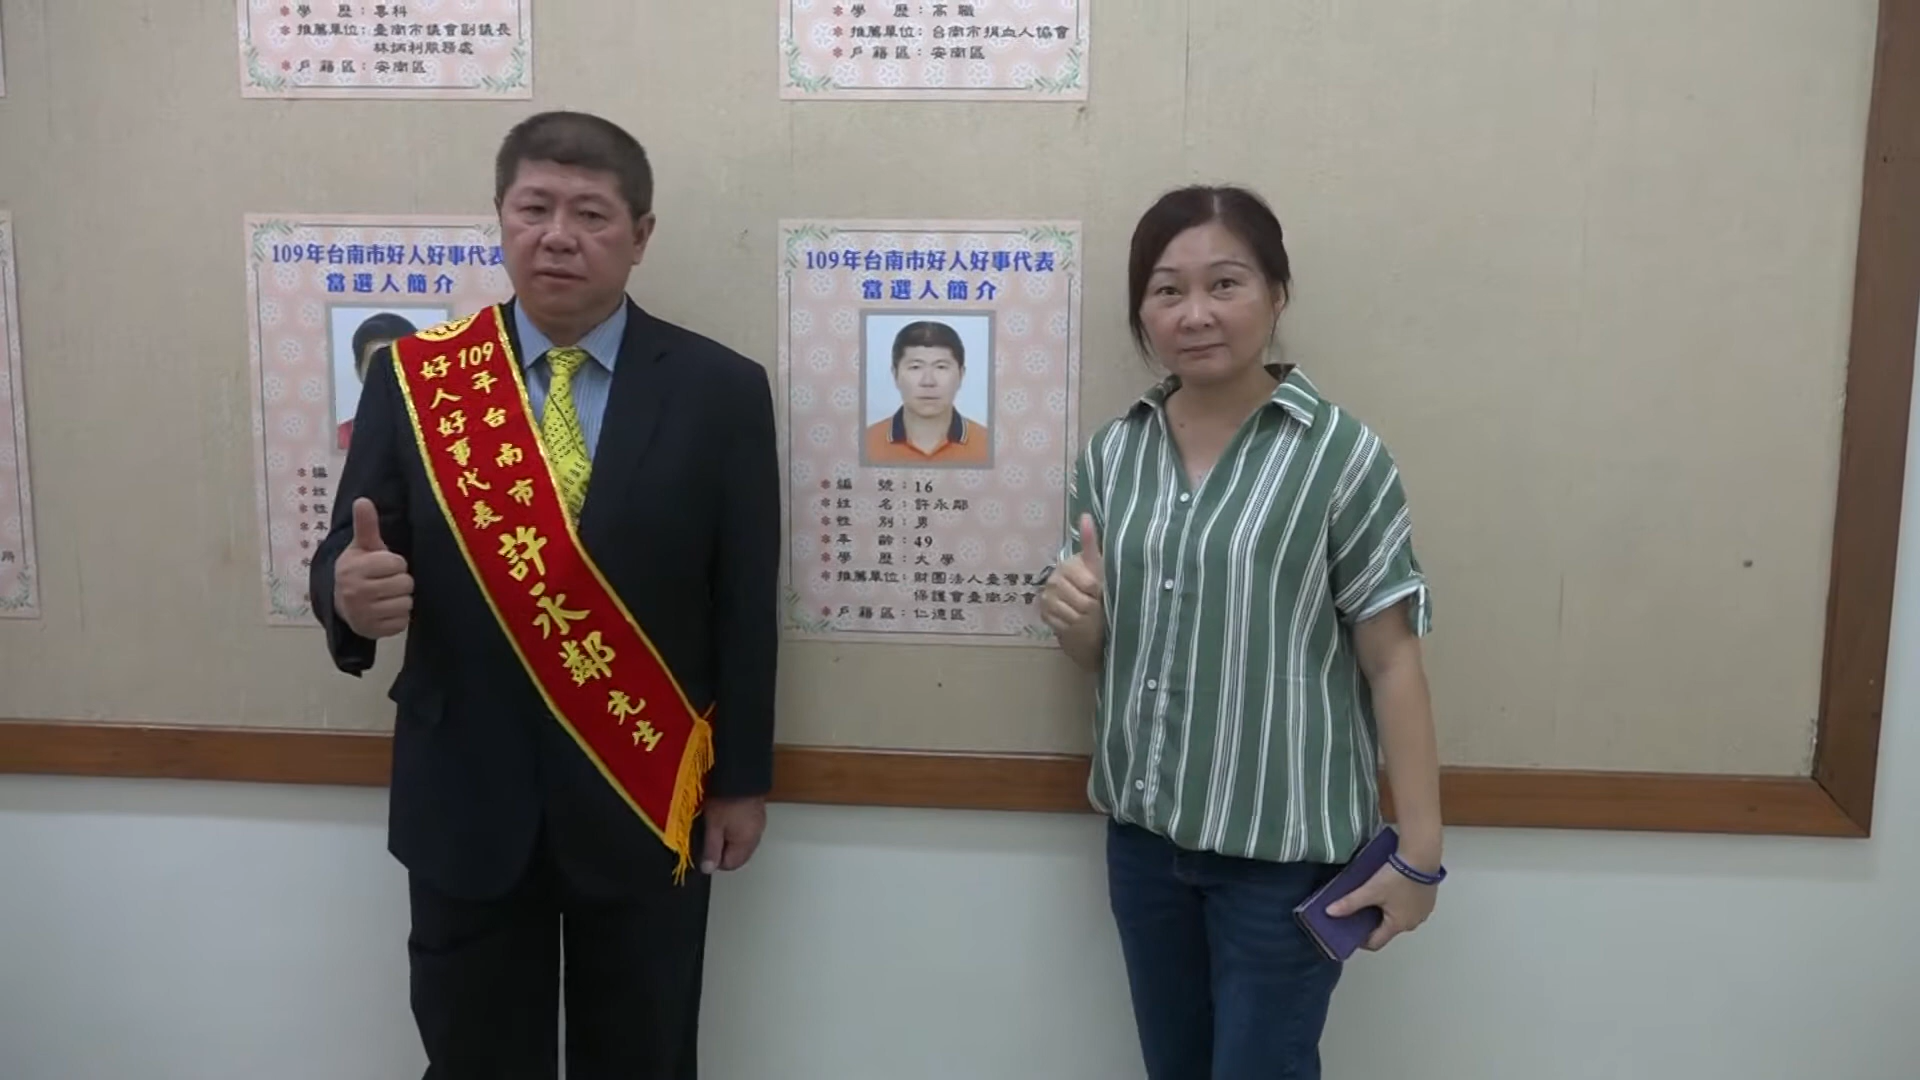 學 歷：專科
推薦單位：臺南市議會副議長
林炳利服務處
戶籍區：安南區
學 歷：高職
推薦單位：台南市捐血人協會
戶籍區：安南區
109年台南市好人好事代表
當選人簡介
編
姓
性
年
109年台南市
好人好事代表
許永鄰先生
109年台南市好人好事代表
當選人簡介
編 號：16
姓 名：許永鄰
性 別：男
年 齡：49
學 歷：大學
推薦單位：財團法人臺灣更
保護會臺南分會
戶籍區：仁德區